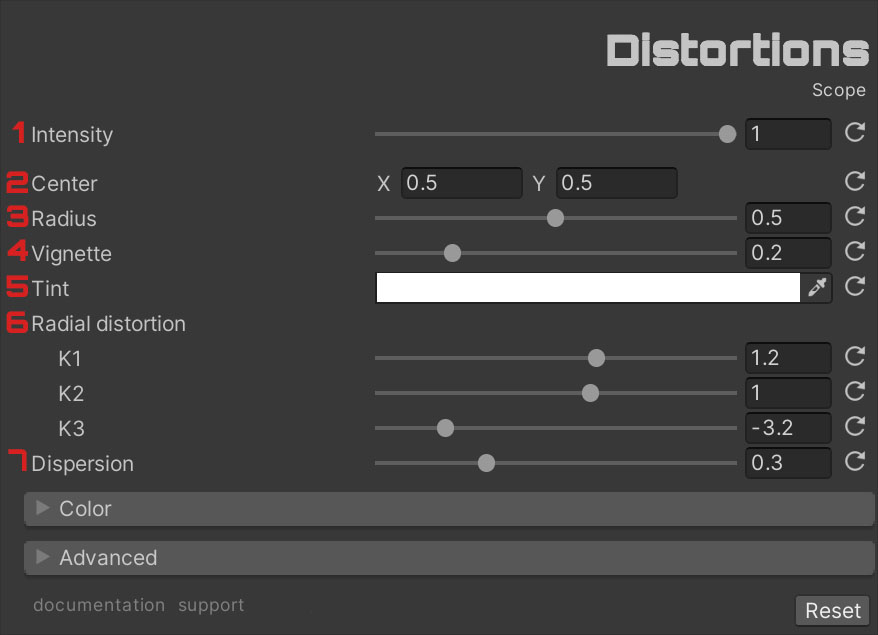 Distortions
Scope
1 Intensity 1
2 Center X 0.5 Y 0.5
3 Radius 0.5
4 Vignette 0.2
5 Tint
6 Radial distortion
K1 1.2
K2 1
K3 -3.2
7 Dispersion 0.3
Color
Advanced
documentation support
Reset